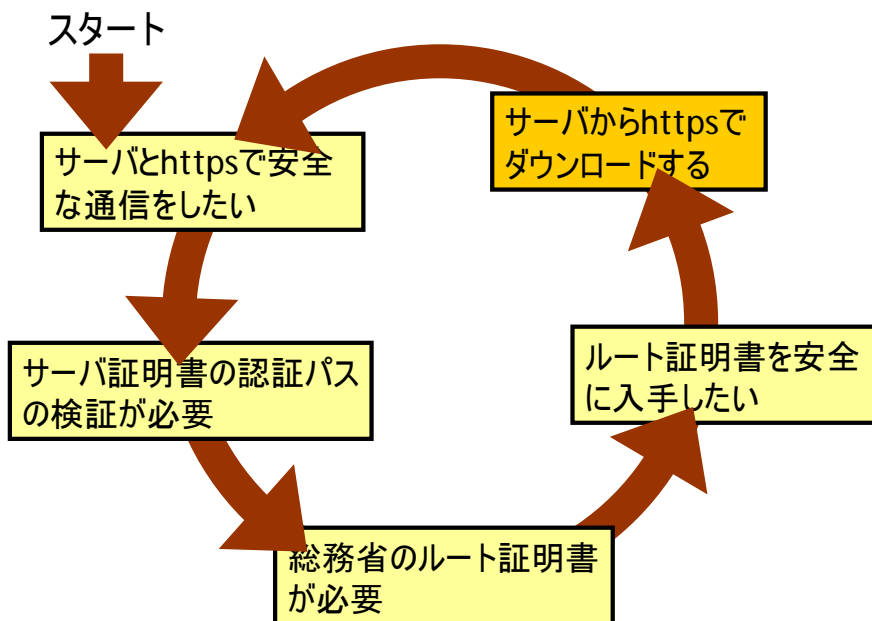 スタート
サーバとhttpsで安全
な通信をしたい
サーバ証明書の認証パス
の検証が必要
総務省のルート証明書
が必要
ルート証明書を安全
に入手したい
サーバからhttpsで
ダウンロードする